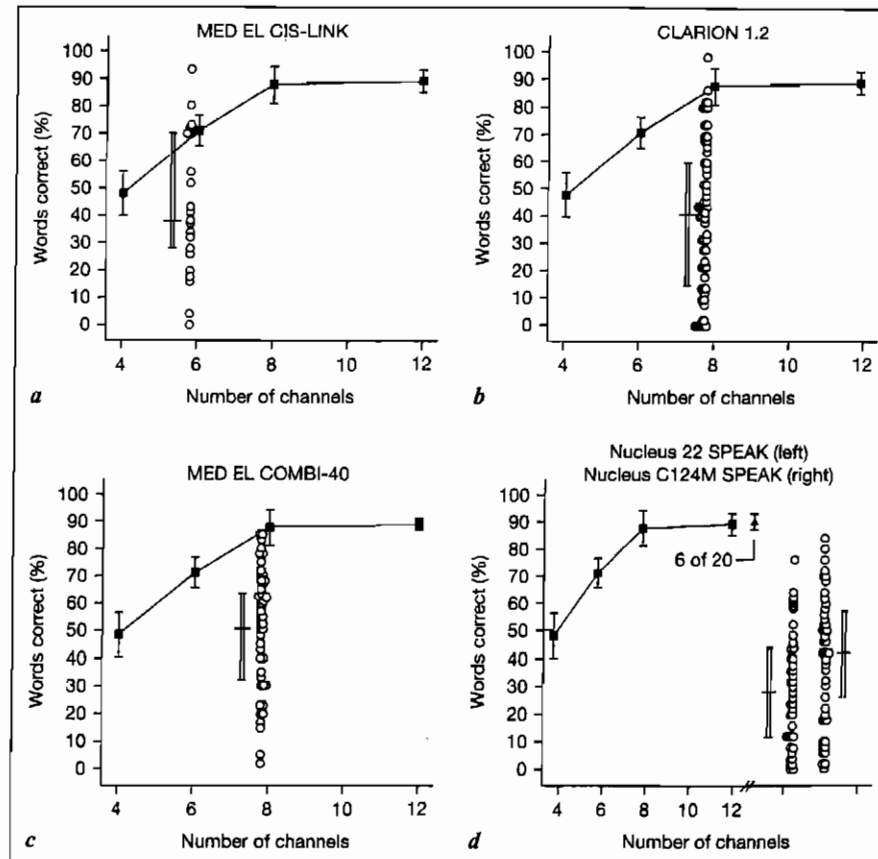 MED EL CIS-LINK
100
90
80
70
60
50
40
30
20
10
0
Words correct (%)
4 6 8 10 12
Number of channels
a
CLARION 1.2
100
90
80
70
60
50
40
30
20
10
0
Words correct (%)
4 6 8 10 12
Number of channels
b
MED EL COMBI-40
100
90
80
70
60
50
40
30
20
10
0
Words correct (%)
4 6 8 10 12
Number of channels
c
Nucleus 22 SPEAK (left)
Nucleus C124M SPEAK (right)
100
90
80
70
60
50
40
30
20
10
0
Words correct (%)
6 of 20
4 6 8 10 12
Number of channels
d